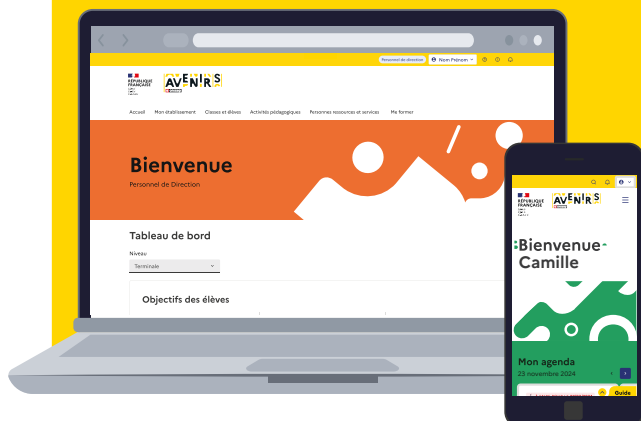 Personnel de direction
Nom Prénom
RÉPUBLIQUE
FRANÇAISE
AVENIRS
Accueil
Mon établissement
Classes et élèves
Activités pédagogiques
Personnes ressources et services
Me former
Bienvenue
Personnel de Direction
Tableau de bord
Niveau
Terminale
Objectifs des élèves
RÉPUBLIQUE
FRANÇAISE
AVENIRS
Bienvenue
Camille
Mon agenda
23 novembre 2024
Guide